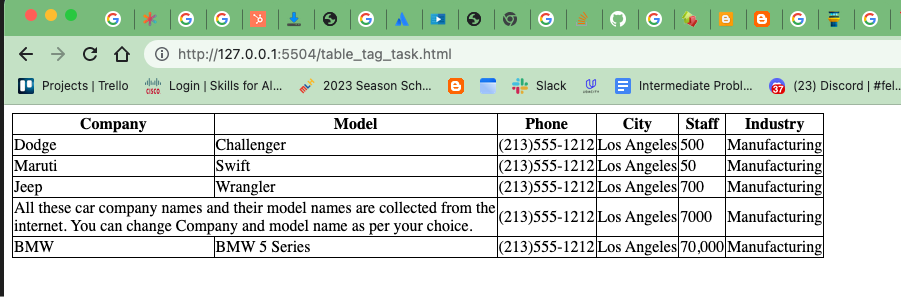 http://127.0.0.1:5504/table_tag_task.html
Projects | Trello
Login | Skills for Al...
2023 Season Sch...
Slack
Intermediate Probl...
(23) Discord | #fel..
CISCO
UDACITY
37
Company Model Phone City Staff Industry
Dodge Challenger (213)555-1212 Los Angeles 500 Manufacturing
Maruti Swift (213)555-1212 Los Angeles 50 Manufacturing
Jeep Wrangler (213)555-1212 Los Angeles 700 Manufacturing
All these car company names and their model names are collected from the
internet. You can change Company and model name as per your choice.
(213)555-1212 Los Angeles 7000 Manufacturing
BMW BMW 5 Series (213)555-1212 Los Angeles 70,000 Manufacturing